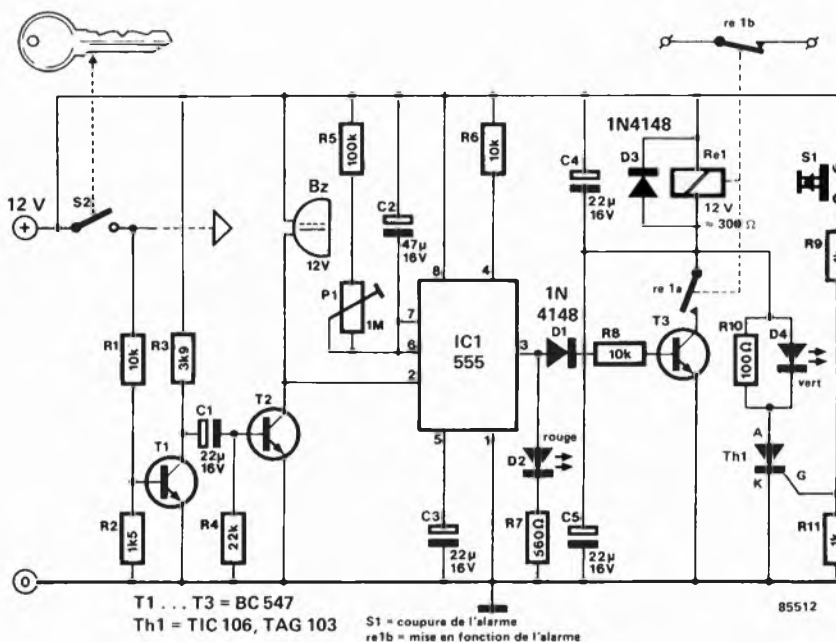 re 1b
1N4148
R5
100k
R6
10k
C4
22µ
16V
D3
Re1
12 V
≈ 300 Ω
S1
12 V
S2
Bz
12V
C2
47µ
16V
R9
P1
1M
8
4
7
6
2
IC1
555
3
5
1
1N
4148
D1
R8
10k
re 1a
T3
R10
100Ω
D4
vert
R1
10k
R3
3k9
C1
22µ
16V
T2
T1
rouge
D2
A
Th1
K
G
R2
1k5
R4
22k
C3
22µ
16V
R7
560Ω
C5
22µ
16V
R11
1k
0
T1 ... T3 = BC 547
Th1 = TIC 106, TAG 103
S1 = coupure de l'alarme
re1b = mise en fonction de l'alarme
85512